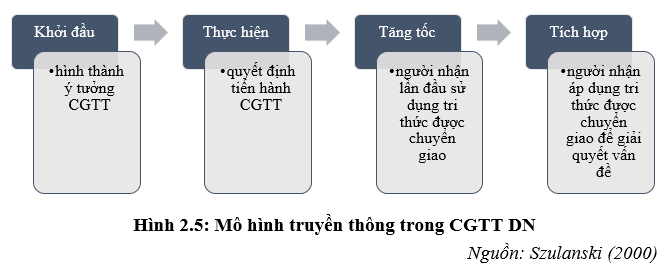 Khởi đầu
•hình thành
ý tưởng
CGTT
Thực hiện
•quyết định
tiến hành
CGTT
Tăng tốc
•người nhận
lần đầu sử
dụng tri
thức được
chuyển
giao
Tích hợp
•người nhận
áp dụng tri
thức được
chuyển
giao để giải
quyết vấn
đề
Hình 2.5: Mô hình truyền thông trong CGTT DN
Nguồn: Szulanski (2000)